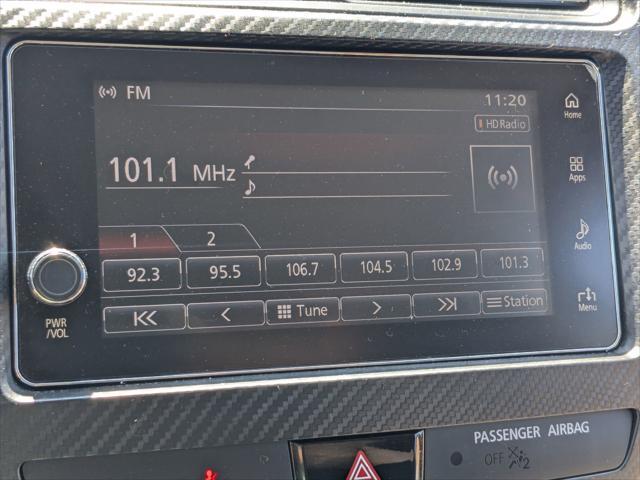 FM
11:20
HD Radio
Home
101.1 MHz
Apps
1 2
Audio
92.3 95.5 106.7 104.5 102.9 101.3
Tune Station
Menu
PWR
/VOL
PASSENGER AIRBAG
OFF 2